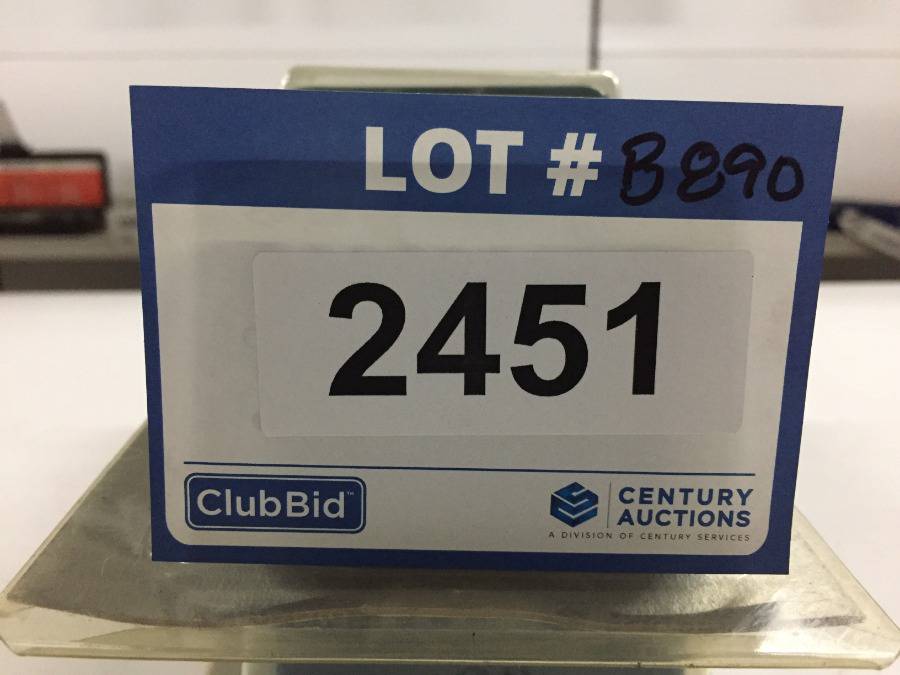 LOT # B890
2451
ClubBid™
CENTURY
AUCTIONS
A DIVISION OF CENTURY SERVICES